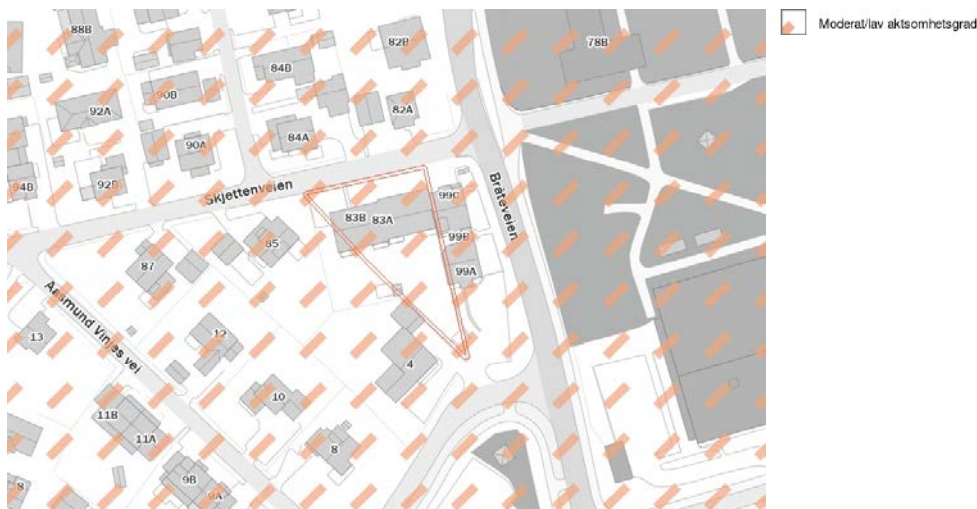 88B
82B
78B
Moderat/lav aktsomhetsgrad
84B
90B
92A
82A
84A
90A
94B
92B
Skjettenveien
Bråteveien
83B
83A
99C
99B
99A
85
87
Aasmund Vinjes vei
13
12
4
10
11B
11A
8
9B
9A
8